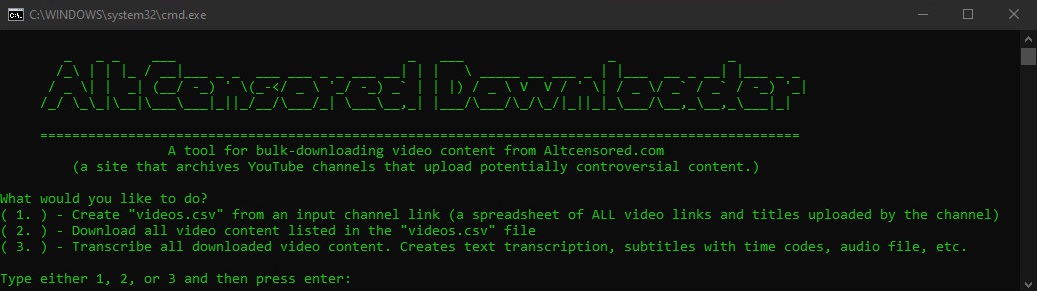 C:\WINDOWS\system32\cmd.exe
AltCensored Downloader
===============================================================================================
A tool for bulk-downloading video content from Altcensored.com
(a site that archives YouTube channels that upload potentially controversial content.)
What would you like to do?
( 1. ) - Create "videos.csv" from an input channel link (a spreadsheet of ALL video links and titles uploaded by the channel)
( 2. ) - Download all video content listed in the "videos.csv" file
( 3. ) - Transcribe all downloaded video content. Creates text transcription, subtitles with time codes, audio file, etc.
Type either 1, 2, or 3 and then press enter: